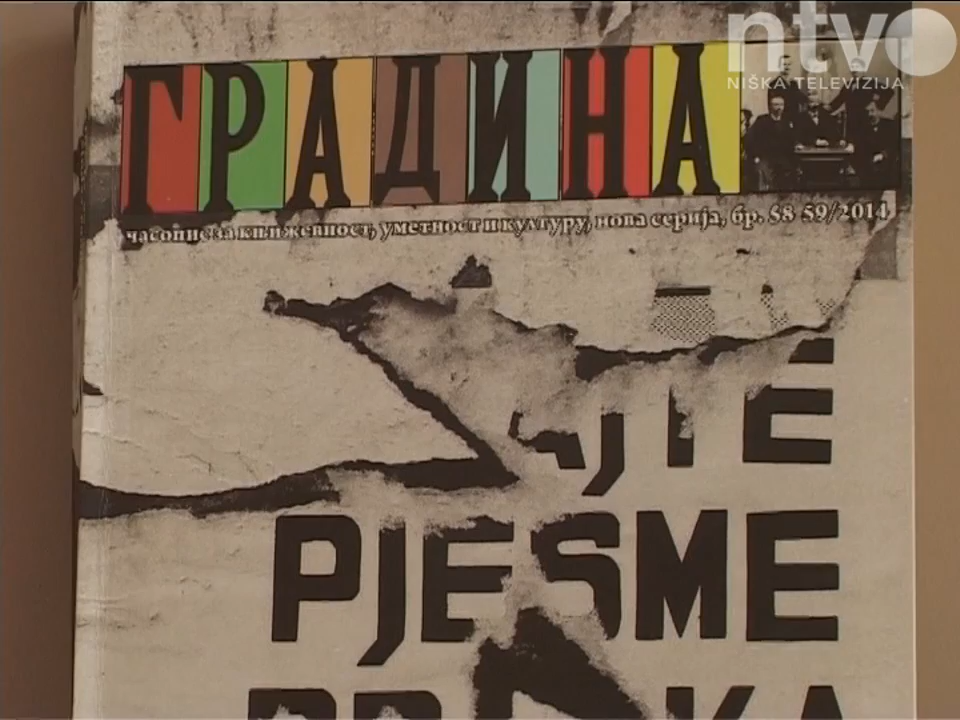 ntv
NIŠKA TELEVIZIJA
ГРАДИНА
часопис за књижевност, уметност и културу, нова серија, бр. 58 59/2014
PJESME